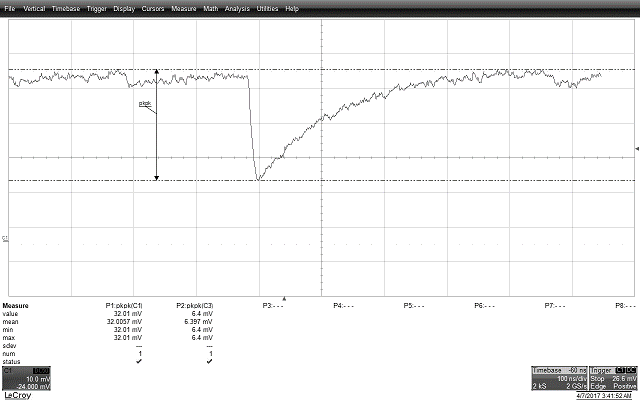 File Vertical Timebase Trigger Display Cursors Measure Math Analysis Utilities Help
pkpk
C1
Measure P1:pkpk(C1) P2:pkpk(C3) P3:- - - P4:- - - P5:- - - P6:- - - P7:- - - P8:- - -
value 32.01 mV 6.4 mV
mean 32.0057 mV 6.397 mV
min 32.01 mV 6.4 mV
max 32.01 mV 6.4 mV
sdev --- ---
num 1 1
status ✔ ✔
C1
10.0 mV
-24.000 mV
Timebase -60 ns
100 ns/div
2 kS 2 GS/s
Trigger C1 DC
Stop 26.6 mV
Edge Positive
LeCroy
4/7/2017 3:41:52 AM